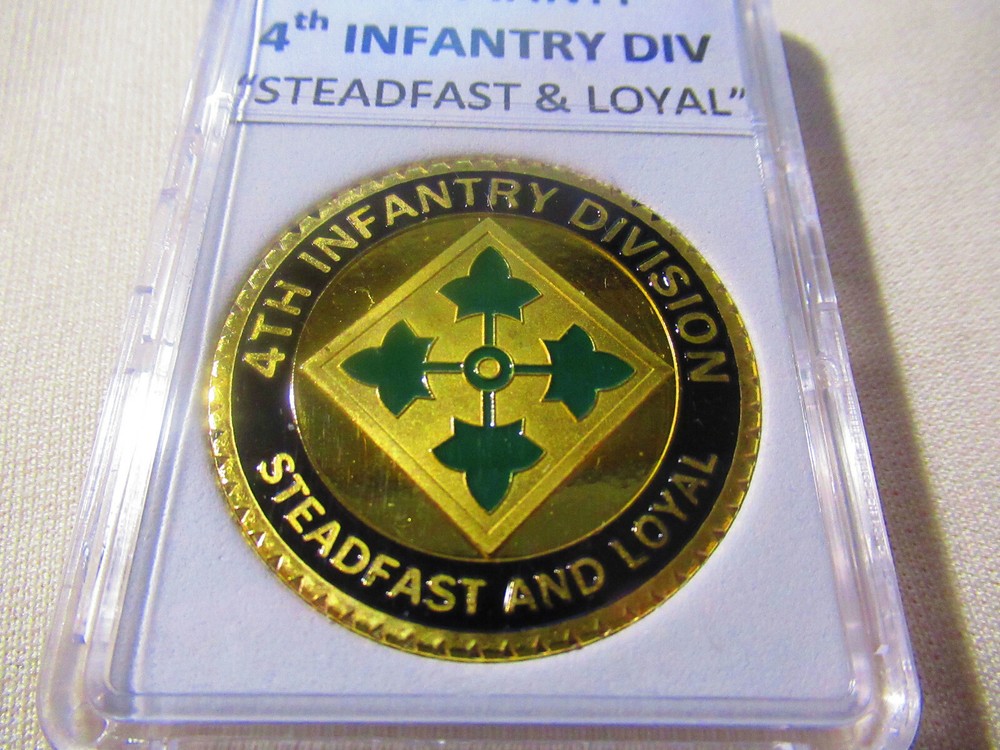 4th INFANTRY DIV
"STEADFAST & LOYAL"
4TH INFANTRY DIVISION
STEADFAST AND LOYAL